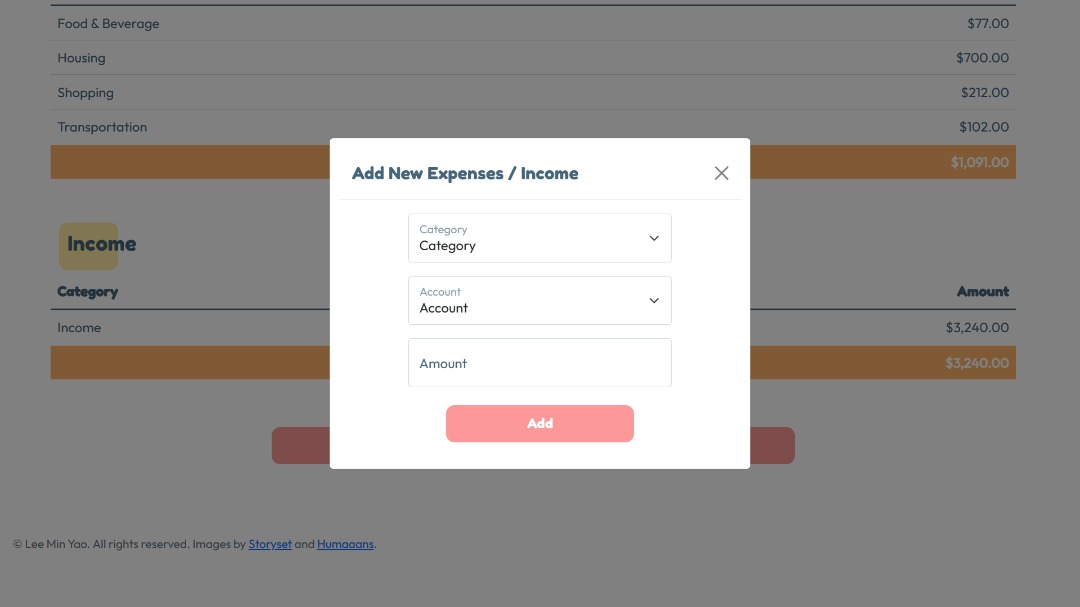 Food & Beverage $77.00
Housing $700.00
Shopping $212.00
Transportation $102.00
$1,091.00
Add New Expenses / Income
Category
Category
Account
Account
Amount
Add
Income
Category Amount
Income $3,240.00
$3,240.00
© Lee Min Yao. All rights reserved. Images by Storyset and Humaaans.